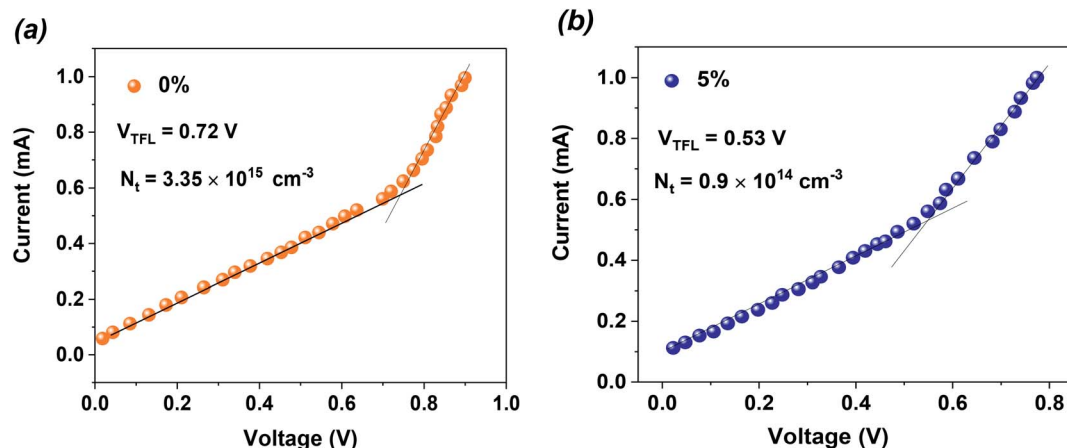 (a)
0%
V_TFL = 0.72 V
N_t = 3.35 × 10^15 cm^-3
Current (mA)
1.0
0.8
0.6
0.4
0.2
0.0
0.0 0.2 0.4 0.6 0.8 1.0
Voltage (V)
(b)
5%
V_TFL = 0.53 V
N_t = 0.9 × 10^14 cm^-3
Current (mA)
1.0
0.8
0.6
0.4
0.2
0.0
0.0 0.2 0.4 0.6 0.8
Voltage (V)